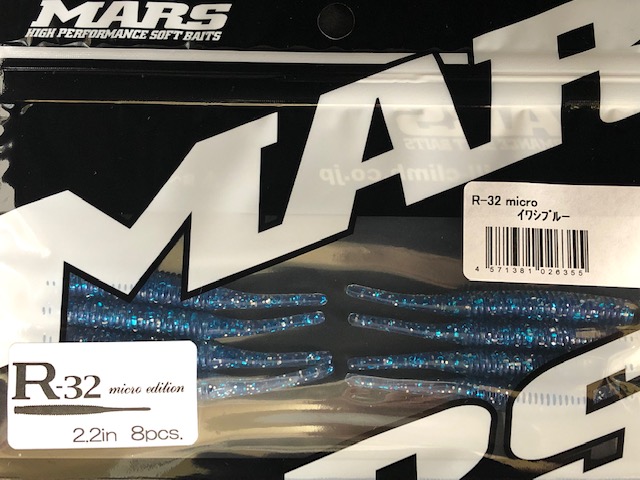 MARS
HIGH PERFORMANCE SOFT BAITS
MAR
R-32 micro
イワシブルー
4 571381 026355
R-32 micro edition
2.2in 8pcs.
RS